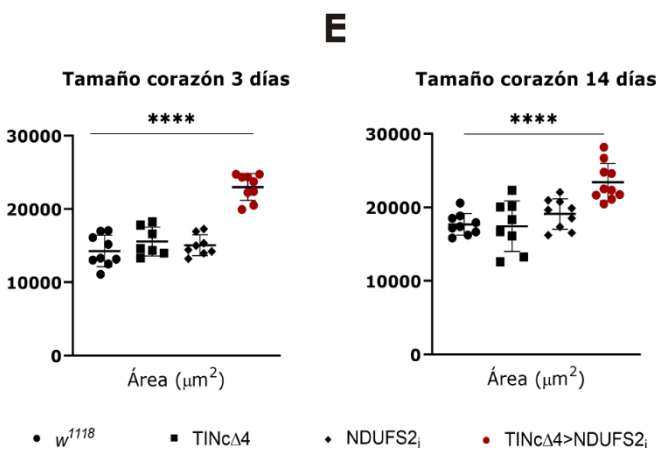 E
Tamaño corazón 3 días
****
30000
20000
10000
0
Área (μm²)
Tamaño corazón 14 días
****
30000
20000
10000
0
Área (μm²)
w¹¹¹⁸ TINcΔ4 NDUFS2ᵢ TINcΔ4>NDUFS2ᵢ